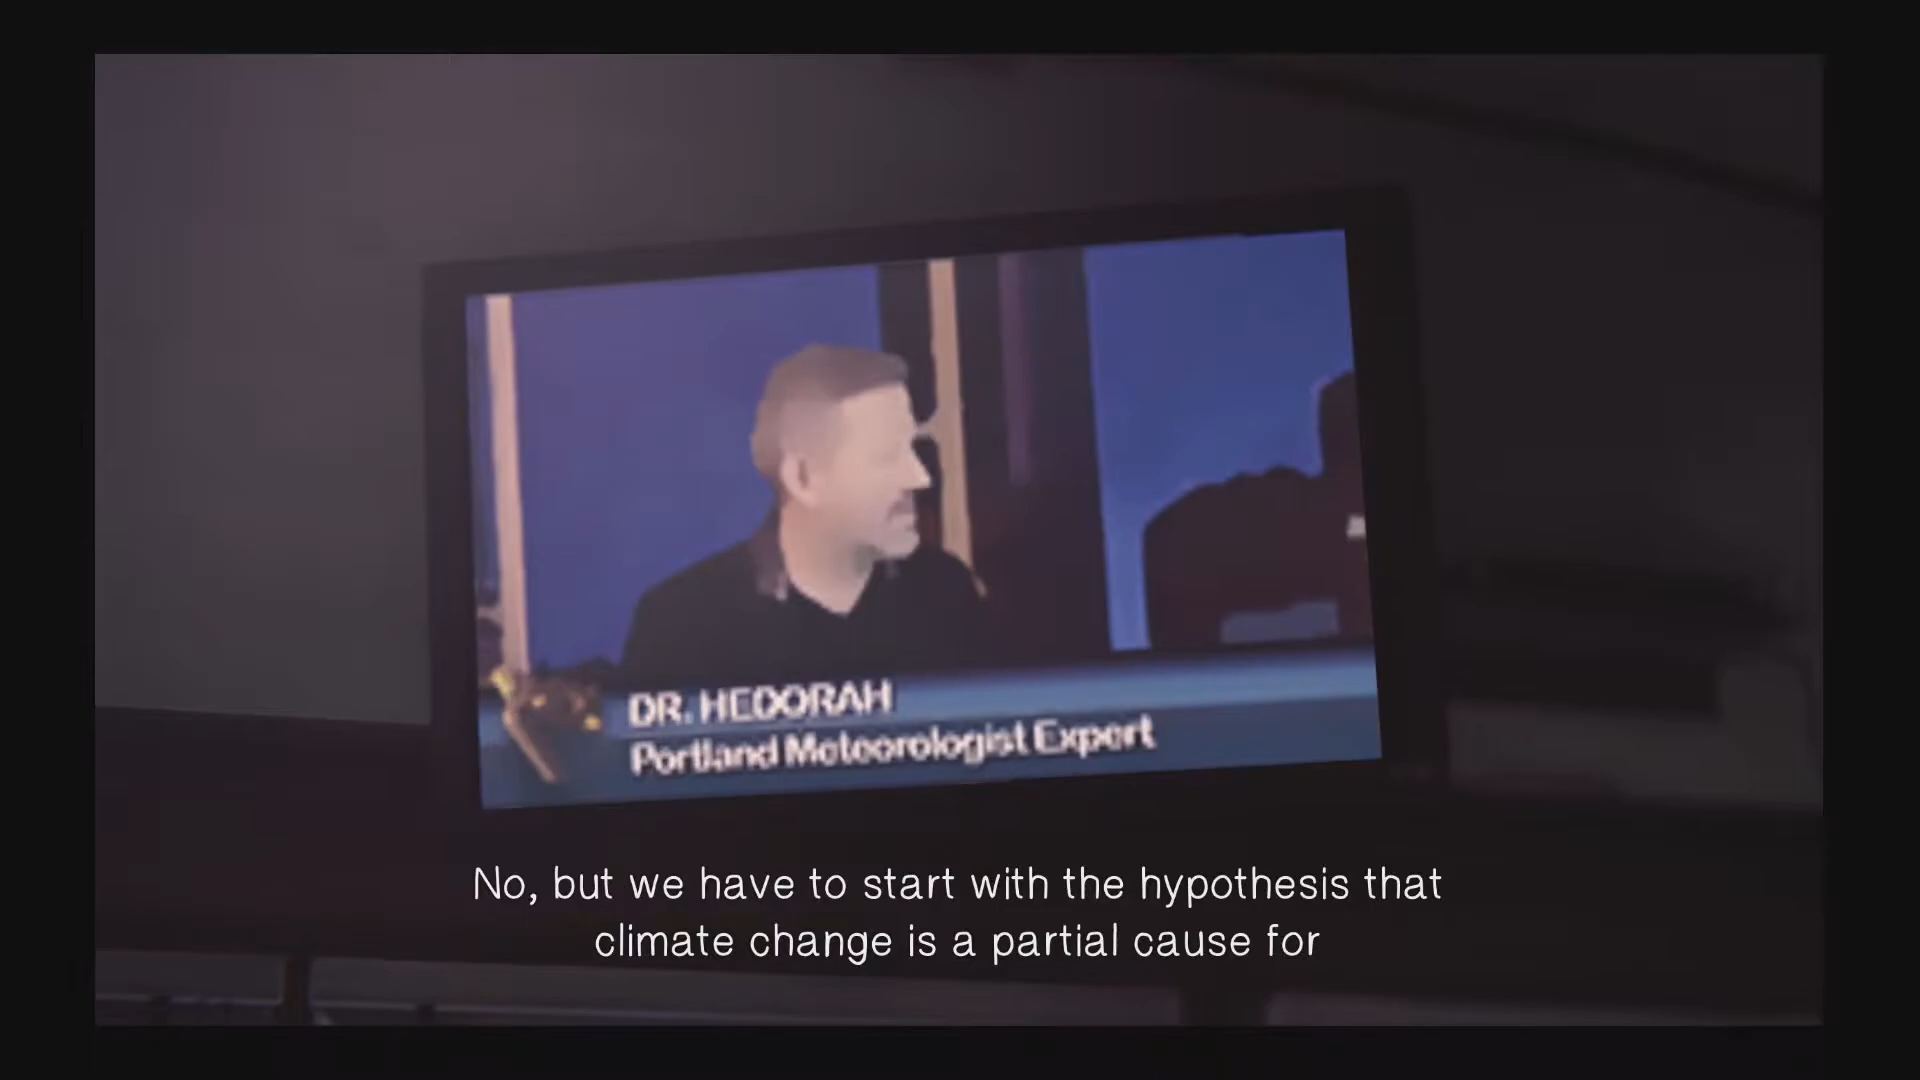 DR. HEDORAH
Portland Meteorologist Expert
No, but we have to start with the hypothesis that
climate change is a partial cause for